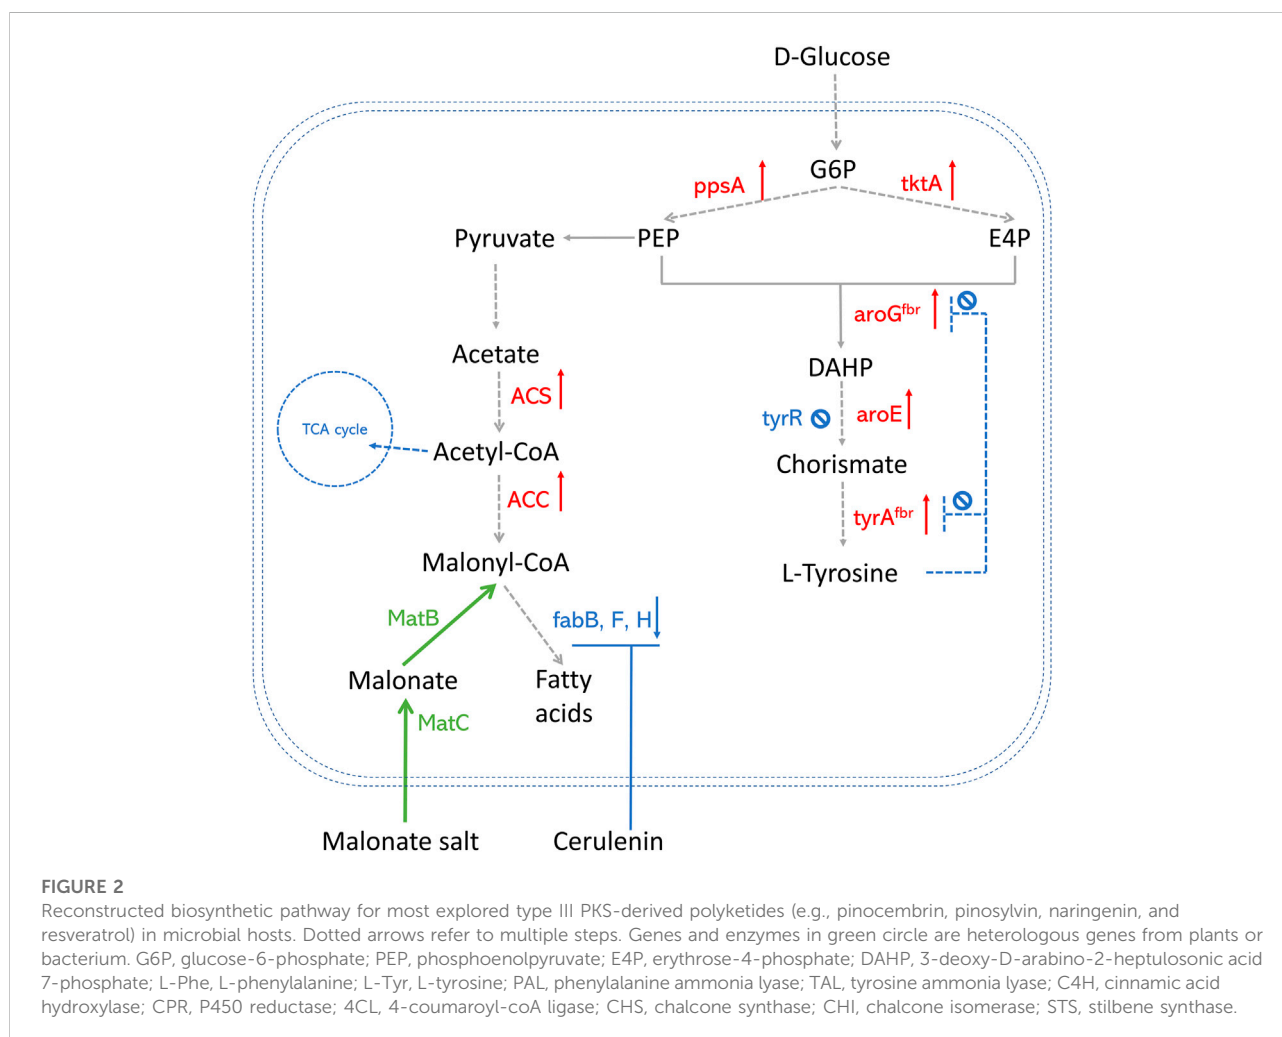 D-Glucose
G6P
ppsA
tktA
Pyruvate
PEP
E4P
aroGfbr
Acetate
DAHP
ACS
tyrR
aroE
TCA cycle
Acetyl-CoA
Chorismate
ACC
tyrAfbr
Malonyl-CoA
L-Tyrosine
MatB
fabB, F, H
Malonate
Fatty
acids
MatC
Malonate salt
Cerulenin
FIGURE 2
Reconstructed biosynthetic pathway for most explored type III PKS-derived polyketides (e.g., pinocembrin, pinosylvin, naringenin, and
resveratrol) in microbial hosts. Dotted arrows refer to multiple steps. Genes and enzymes in green circle are heterologous genes from plants or
bacterium. G6P, glucose-6-phosphate; PEP, phosphoenolpyruvate; E4P, erythrose-4-phosphate; DAHP, 3-deoxy-D-arabino-2-heptulosonic acid
7-phosphate; L-Phe, L-phenylalanine; L-Tyr, L-tyrosine; PAL, phenylalanine ammonia lyase; TAL, tyrosine ammonia lyase; C4H, cinnamic acid
hydroxylase; CPR, P450 reductase; 4CL, 4-coumaroyl-coA ligase; CHS, chalcone synthase; CHI, chalcone isomerase; STS, stilbene synthase.